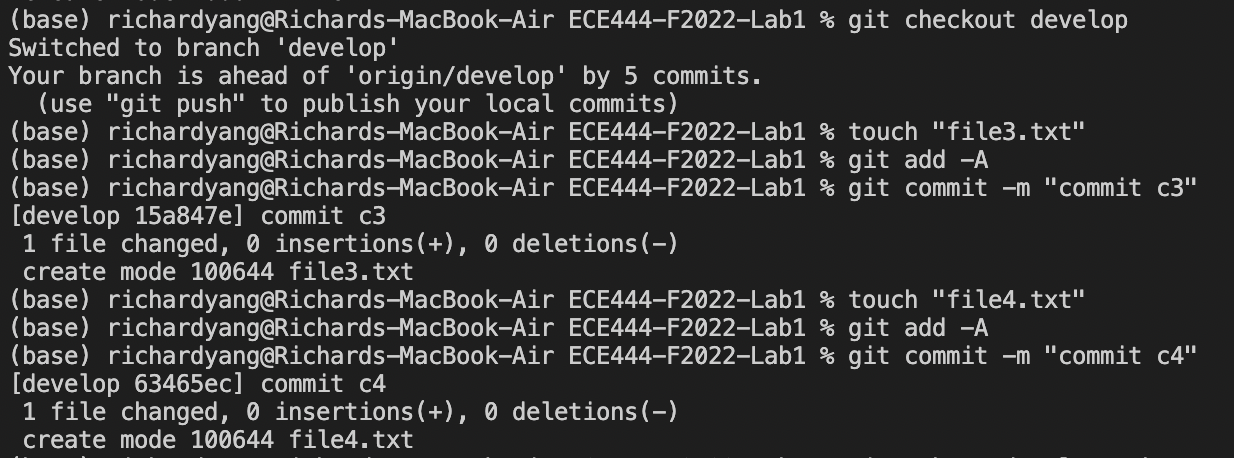 (base) richardyang@Richards-MacBook-Air ECE444-F2022-Lab1 % git checkout develop
Switched to branch 'develop'
Your branch is ahead of 'origin/develop' by 5 commits.
  (use "git push" to publish your local commits)
(base) richardyang@Richards-MacBook-Air ECE444-F2022-Lab1 % touch "file3.txt"
(base) richardyang@Richards-MacBook-Air ECE444-F2022-Lab1 % git add -A
(base) richardyang@Richards-MacBook-Air ECE444-F2022-Lab1 % git commit -m "commit c3"
[develop 15a847e] commit c3
 1 file changed, 0 insertions(+), 0 deletions(-)
 create mode 100644 file3.txt
(base) richardyang@Richards-MacBook-Air ECE444-F2022-Lab1 % touch "file4.txt"
(base) richardyang@Richards-MacBook-Air ECE444-F2022-Lab1 % git add -A
(base) richardyang@Richards-MacBook-Air ECE444-F2022-Lab1 % git commit -m "commit c4"
[develop 63465ec] commit c4
 1 file changed, 0 insertions(+), 0 deletions(-)
 create mode 100644 file4.txt